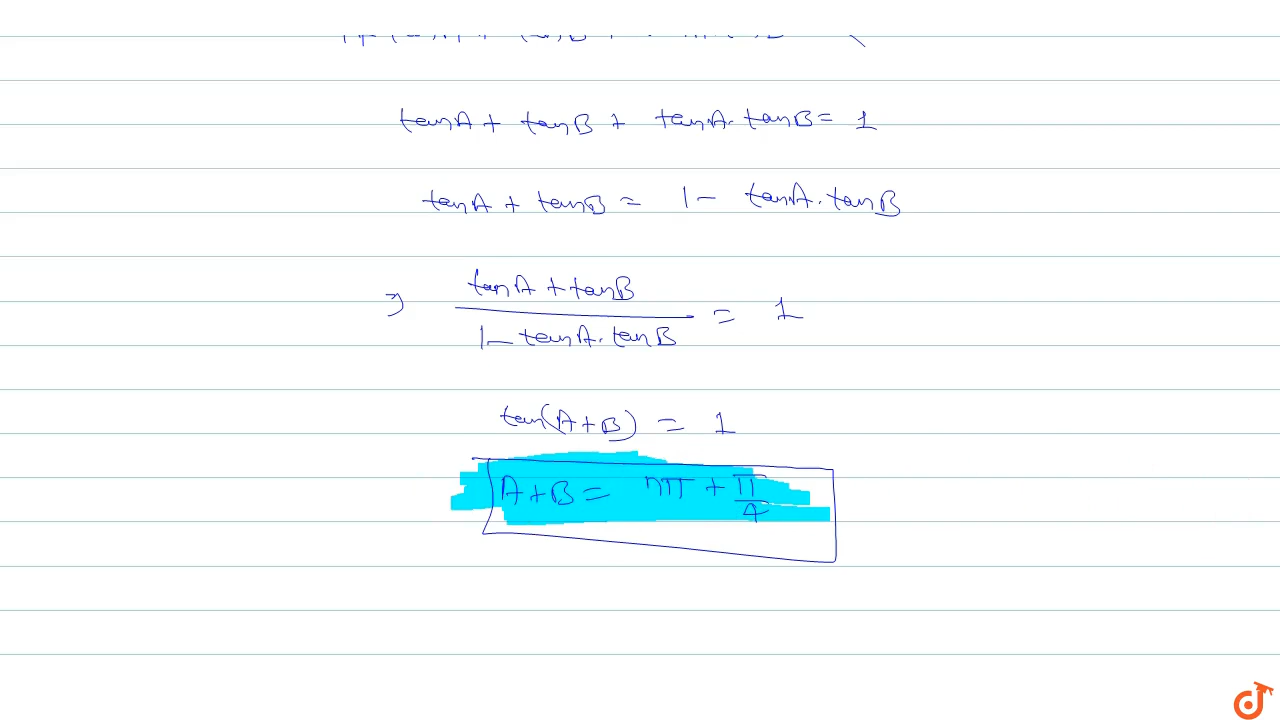 tanA + tanB + tanA. tanB = 1
tanA + tanB = 1 - tanA. tanB
⇒ tanA + tanB
1 - tanA. tanB = 1
tan(A+B) = 1
A+B = nπ + π/4